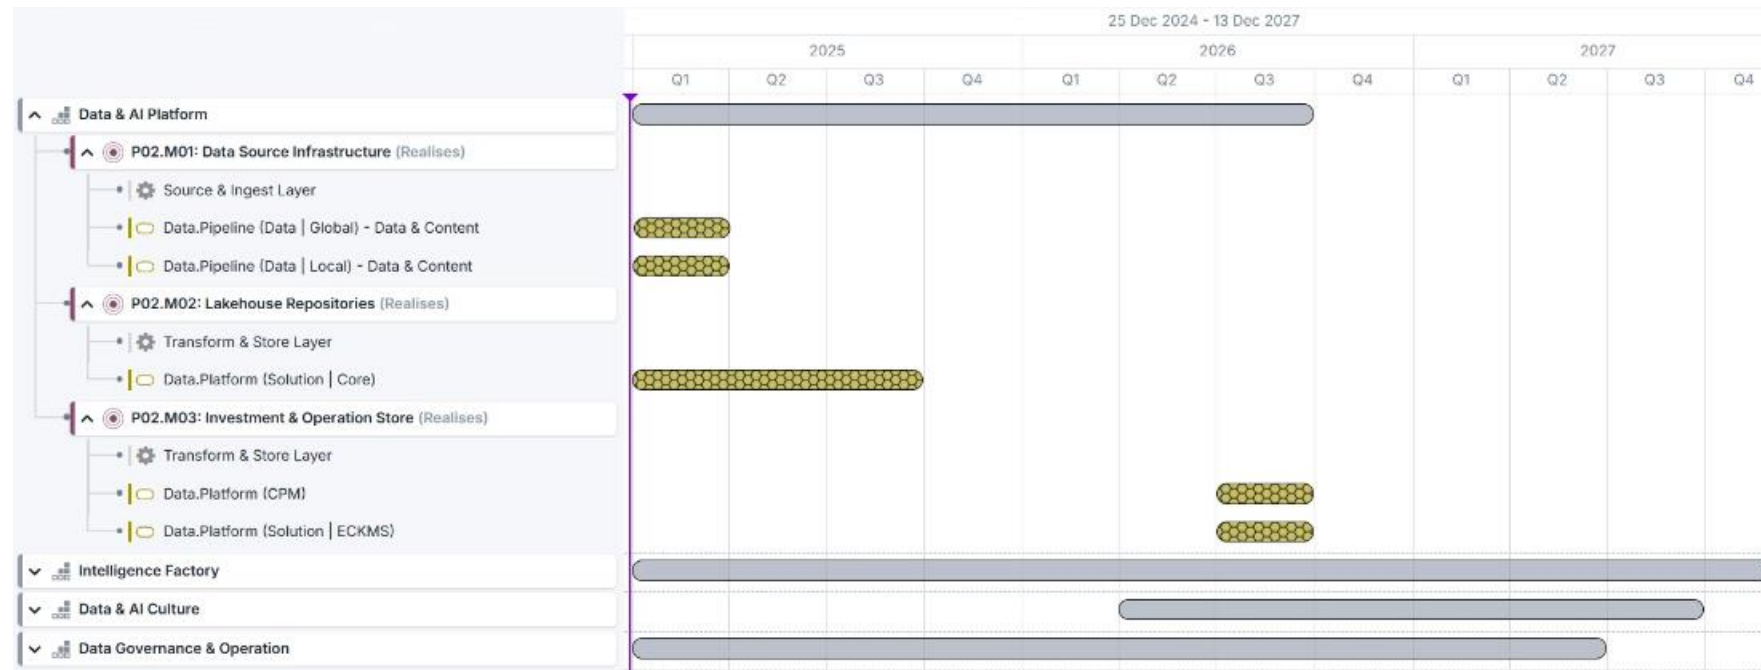 25 Dec 2024 - 13 Dec 2027
2025 2026 2027
Q1 Q2 Q3 Q4 Q1 Q2 Q3 Q4 Q1 Q2 Q3 Q4
Data & AI Platform
P02.M01: Data Source Infrastructure (Realises)
Source & Ingest Layer
Data.Pipeline (Data | Global) - Data & Content
Data.Pipeline (Data | Local) - Data & Content
P02.M02: Lakehouse Repositories (Realises)
Transform & Store Layer
Data.Platform (Solution | Core)
P02.M03: Investment & Operation Store (Realises)
Transform & Store Layer
Data.Platform (CPM)
Data.Platform (Solution | ECKMS)
Intelligence Factory
Data & AI Culture
Data Governance & Operation